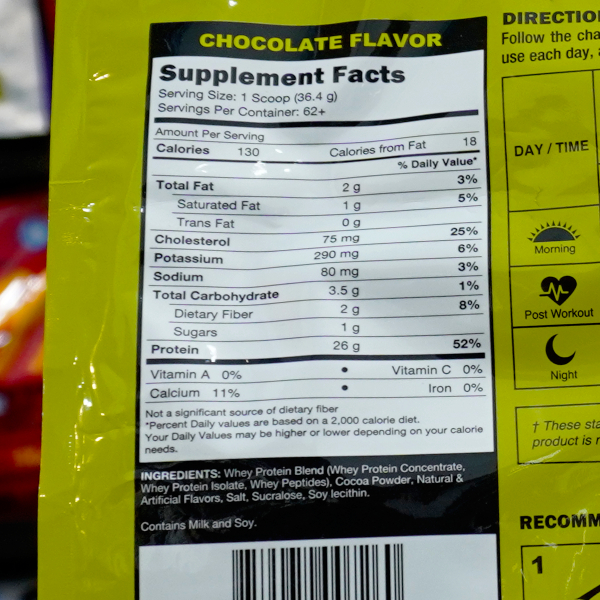 CHOCOLATE FLAVOR
Supplement Facts
Serving Size: 1 Scoop (36.4 g)
Servings Per Container: 62+
Amount Per Serving
Calories 130 Calories from Fat 18
% Daily Value*
Total Fat 2 g 3%
Saturated Fat 1 g 5%
Trans Fat 0 g
Cholesterol 75 mg 25%
Potassium 290 mg 6%
Sodium 80 mg 3%
Total Carbohydrate 3.5 g 1%
Dietary Fiber 2 g 8%
Sugars 1 g
Protein 26 g 52%
Vitamin A 0% • Vitamin C 0%
Calcium 11% • Iron 0%
Not a significant source of dietary fiber
*Percent Daily values are based on a 2,000 calorie diet.
Your Daily Values may be higher or lower depending on your calorie
needs.
INGREDIENTS: Whey Protein Blend (Whey Protein Concentrate,
Whey Protein Isolate, Whey Peptides), Cocoa Powder, Natural &
Artificial Flavors, Salt, Sucralose, Soy lecithin.
Contains Milk and Soy.
DIRECTIO
Follow the cha
use each day,
DAY / TIME
Morning
Post Workout
Night
† These sta
product is
RECOMM
1